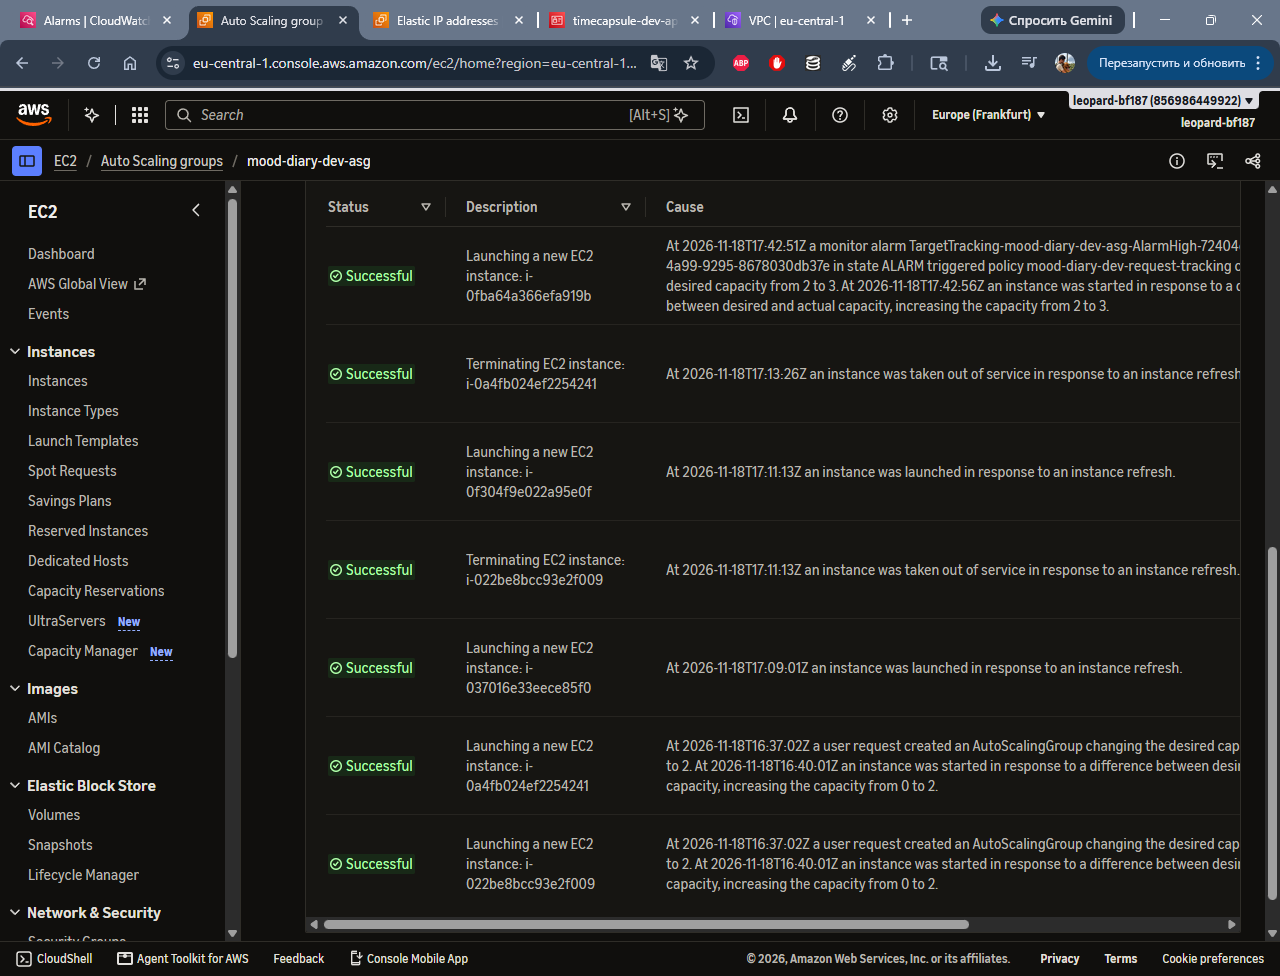 Alarms | CloudWatc
Auto Scaling group
Elastic IP addresses
timecapsule-dev-ap
VPC | eu-central-1
Спросить Gemini
eu-central-1.console.aws.amazon.com/ec2/home?region=eu-central-1...
ABP
Перезапустить и обновить
aws
Search
[Alt+S]
Europe (Frankfurt)
leopard-bf187 (856986449922)
leopard-bf187
EC2 / Auto Scaling groups / mood-diary-dev-asg
EC2
Dashboard
AWS Global View
Events
Instances
Instances
Instance Types
Launch Templates
Spot Requests
Savings Plans
Reserved Instances
Dedicated Hosts
Capacity Reservations
UltraServers New
Capacity Manager New
Images
AMIs
AMI Catalog
Elastic Block Store
Volumes
Snapshots
Lifecycle Manager
Network & Security
Security Groups
Status
Description
Cause
Successful
Launching a new EC2
instance: i-
0fba64a366efa919b
At 2026-11-18T17:42:51Z a monitor alarm TargetTracking-mood-diary-dev-asg-AlarmHigh-72404
4a99-9295-8678030db37e in state ALARM triggered policy mood-diary-dev-request-tracking c
desired capacity from 2 to 3. At 2026-11-18T17:42:56Z an instance was started in response to a d
between desired and actual capacity, increasing the capacity from 2 to 3.
Successful
Terminating EC2 instance:
i-0a4fb024ef2254241
At 2026-11-18T17:13:26Z an instance was taken out of service in response to an instance refresh
Successful
Launching a new EC2
instance: i-
0f304f9e022a95e0f
At 2026-11-18T17:11:13Z an instance was launched in response to an instance refresh.
Successful
Terminating EC2 instance:
i-022be8bcc93e2f009
At 2026-11-18T17:11:13Z an instance was taken out of service in response to an instance refresh.
Successful
Launching a new EC2
instance: i-
037016e33eece85f0
At 2026-11-18T17:09:01Z an instance was launched in response to an instance refresh.
Successful
Launching a new EC2
instance: i-
0a4fb024ef2254241
At 2026-11-18T16:37:02Z a user request created an AutoScalingGroup changing the desired cap
to 2. At 2026-11-18T16:40:01Z an instance was started in response to a difference between desi
capacity, increasing the capacity from 0 to 2.
Successful
Launching a new EC2
instance: i-
022be8bcc93e2f009
At 2026-11-18T16:37:02Z a user request created an AutoScalingGroup changing the desired cap
to 2. At 2026-11-18T16:40:01Z an instance was started in response to a difference between desi
capacity, increasing the capacity from 0 to 2.
CloudShell
Agent Toolkit for AWS
Feedback
Console Mobile App
© 2026, Amazon Web Services, Inc. or its affiliates.
Privacy
Terms
Cookie preferences